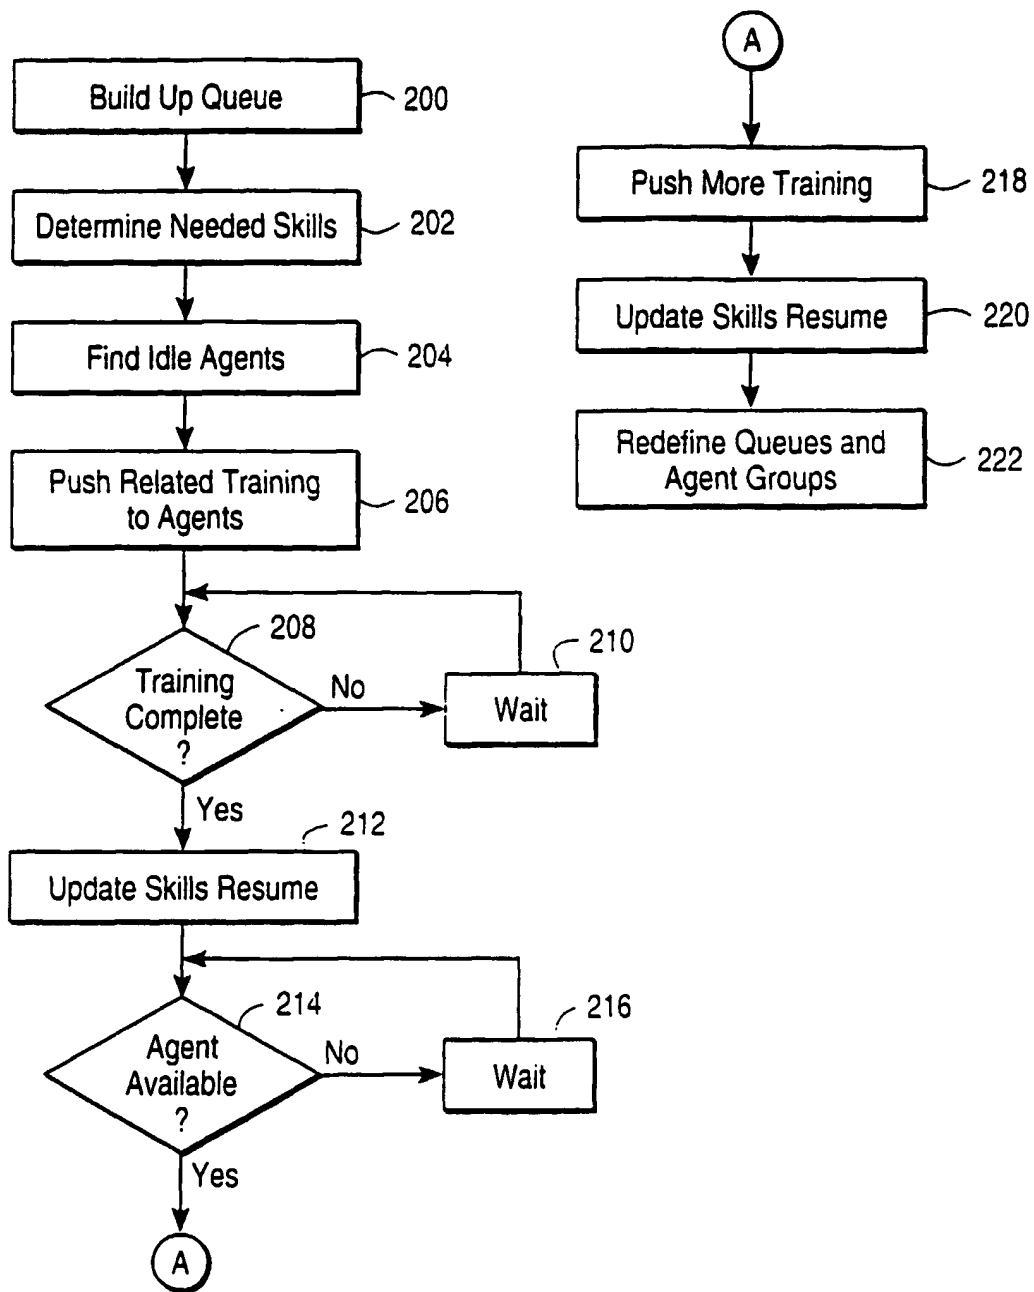 Build Up Queue
200
Determine Needed Skills
202
Find Idle Agents
204
Push Related Training
to Agents
206
208
Training
Complete
?
No
210
Wait
Yes
212
Update Skills Resume
214
Agent
Available
?
No
216
Wait
Yes
A
A
Push More Training
218
Update Skills Resume
220
Redefine Queues and
Agent Groups
222